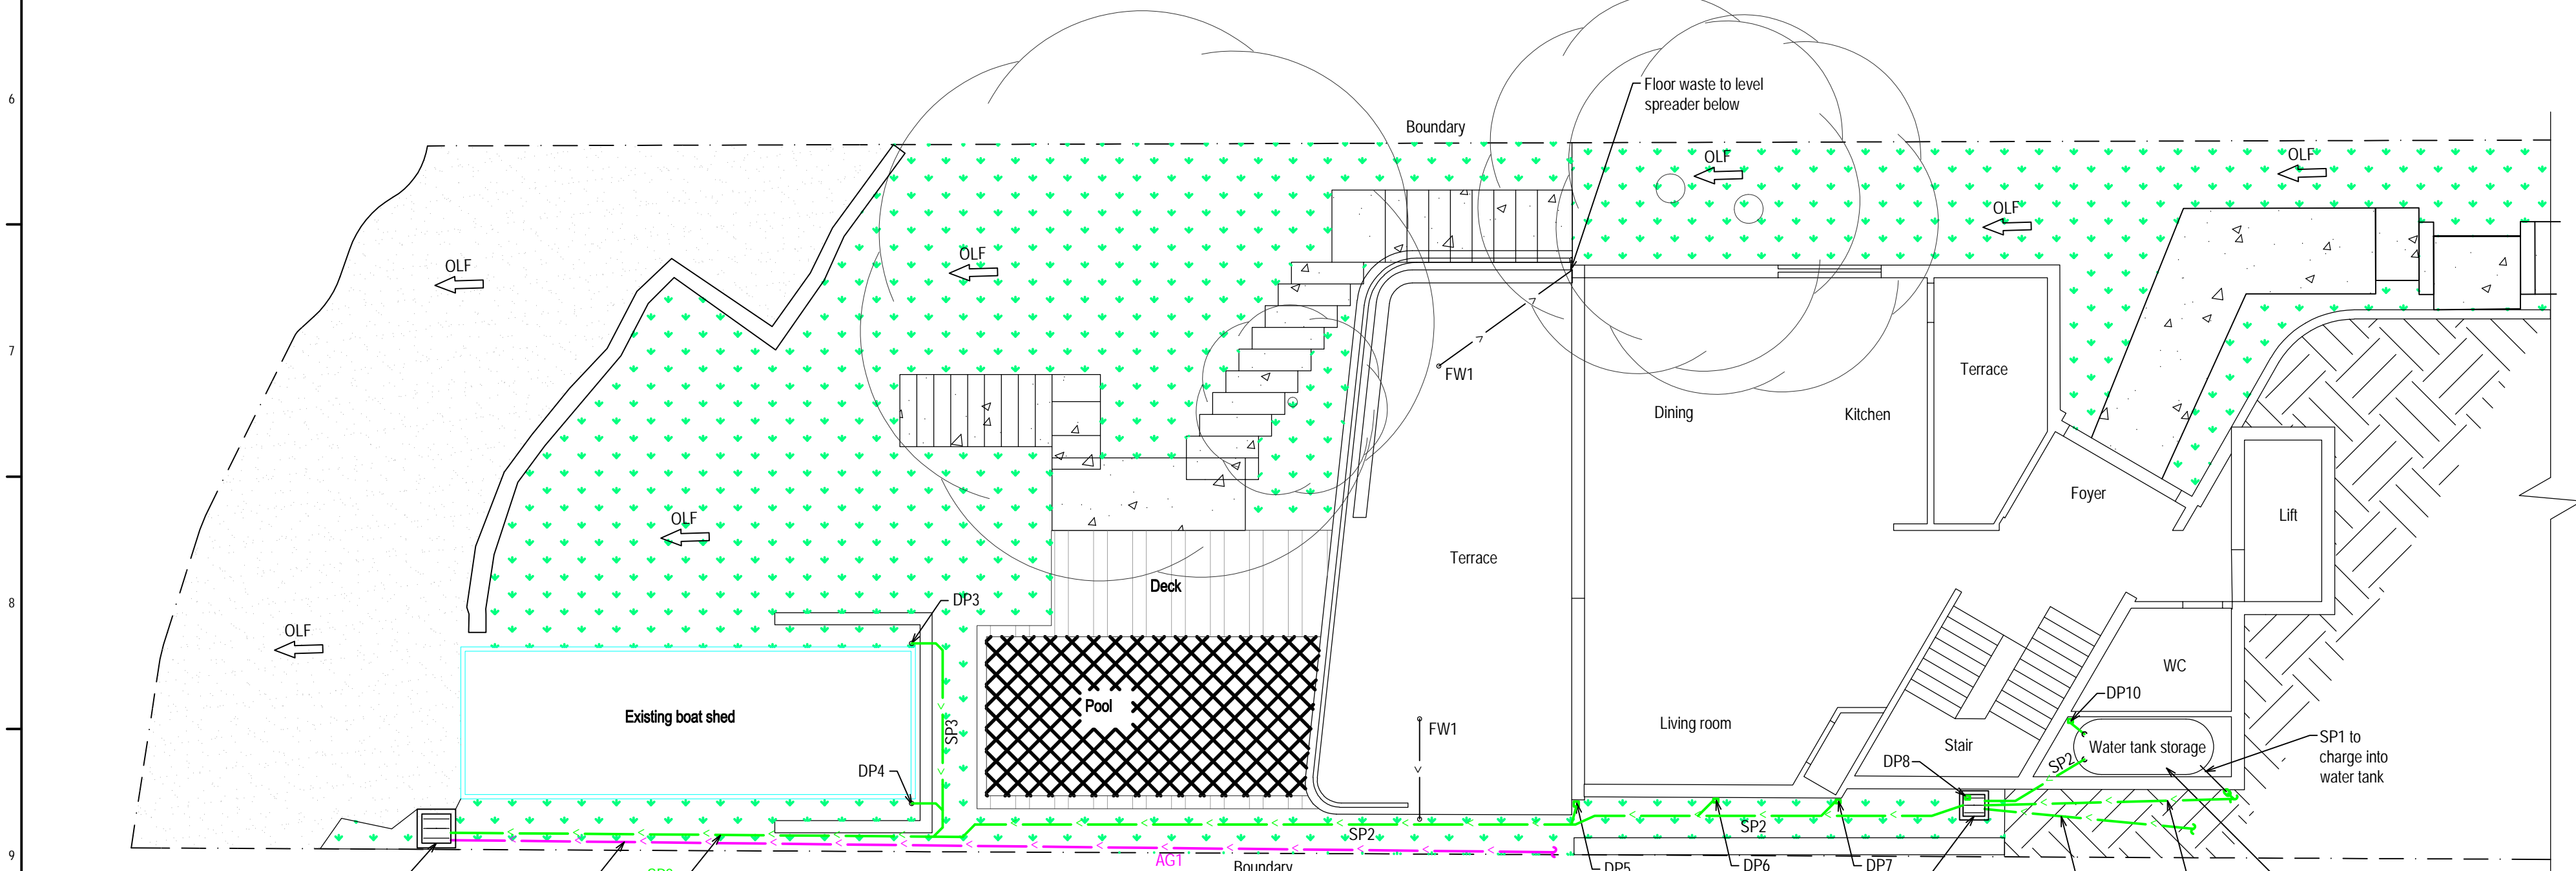 6
7
8
9
Floor waste to level
spreader below
Boundary
OLF
OLF
OLF
OLF
OLF
OLF
OLF
OLF
FW1
Terrace
Dining
Kitchen
Foyer
Lift
Terrace
Deck
DP3
WC
DP10
Pool
Existing boat shed
Living room
FW1
SP3
Stair
Water tank storage
SP1 to
charge into
water tank
DP8
SP2
DP4
SP2
SP2
AG1
Boundary
DP5
DP6
DP7